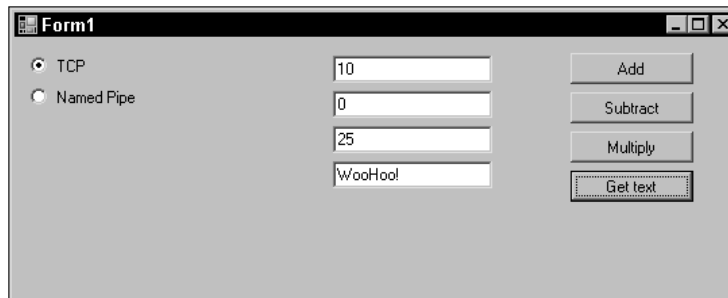 Form1
TCP 10 Add
Named Pipe 0 Subtract
25 Multiply
WooHoo! Get text